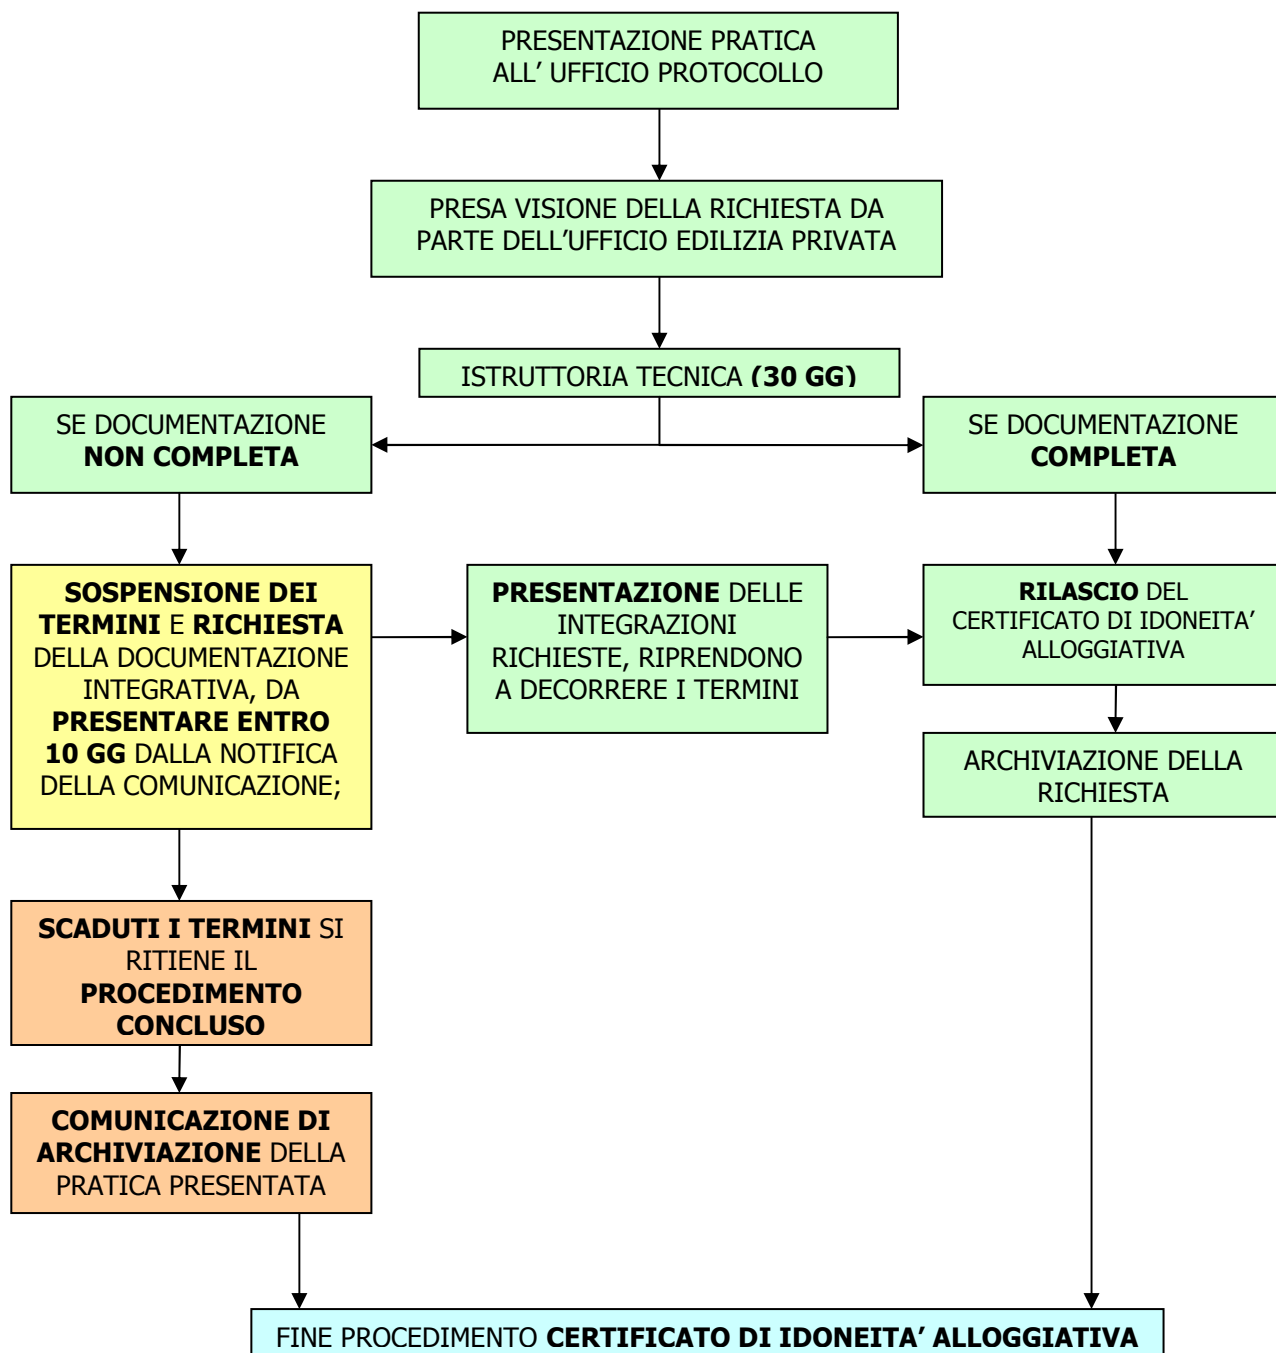 PRESENTAZIONE PRATICA
ALL’ UFFICIO PROTOCOLLO
PRESA VISIONE DELLA RICHIESTA DA
PARTE DELL’UFFICIO EDILIZIA PRIVATA
ISTRUTTORIA TECNICA (30 GG)
SE DOCUMENTAZIONE
NON COMPLETA
SE DOCUMENTAZIONE
COMPLETA
SOSPENSIONE DEI
TERMINI E RICHIESTA
DELLA DOCUMENTAZIONE
INTEGRATIVA, DA
PRESENTARE ENTRO
10 GG DALLA NOTIFICA
DELLA COMUNICAZIONE;
PRESENTAZIONE DELLE
INTEGRAZIONI
RICHIESTE, RIPRENDONO
A DECORRERE I TERMINI
RILASCIO DEL
CERTIFICATO DI IDONEITA’
ALLOGGIATIVA
ARCHIVIAZIONE DELLA
RICHIESTA
SCADUTI I TERMINI SI
RITIENE IL
PROCEDIMENTO
CONCLUSO
COMUNICAZIONE DI
ARCHIVIAZIONE DELLA
PRATICA PRESENTATA
FINE PROCEDIMENTO CERTIFICATO DI IDONEITA’ ALLOGGIATIVA